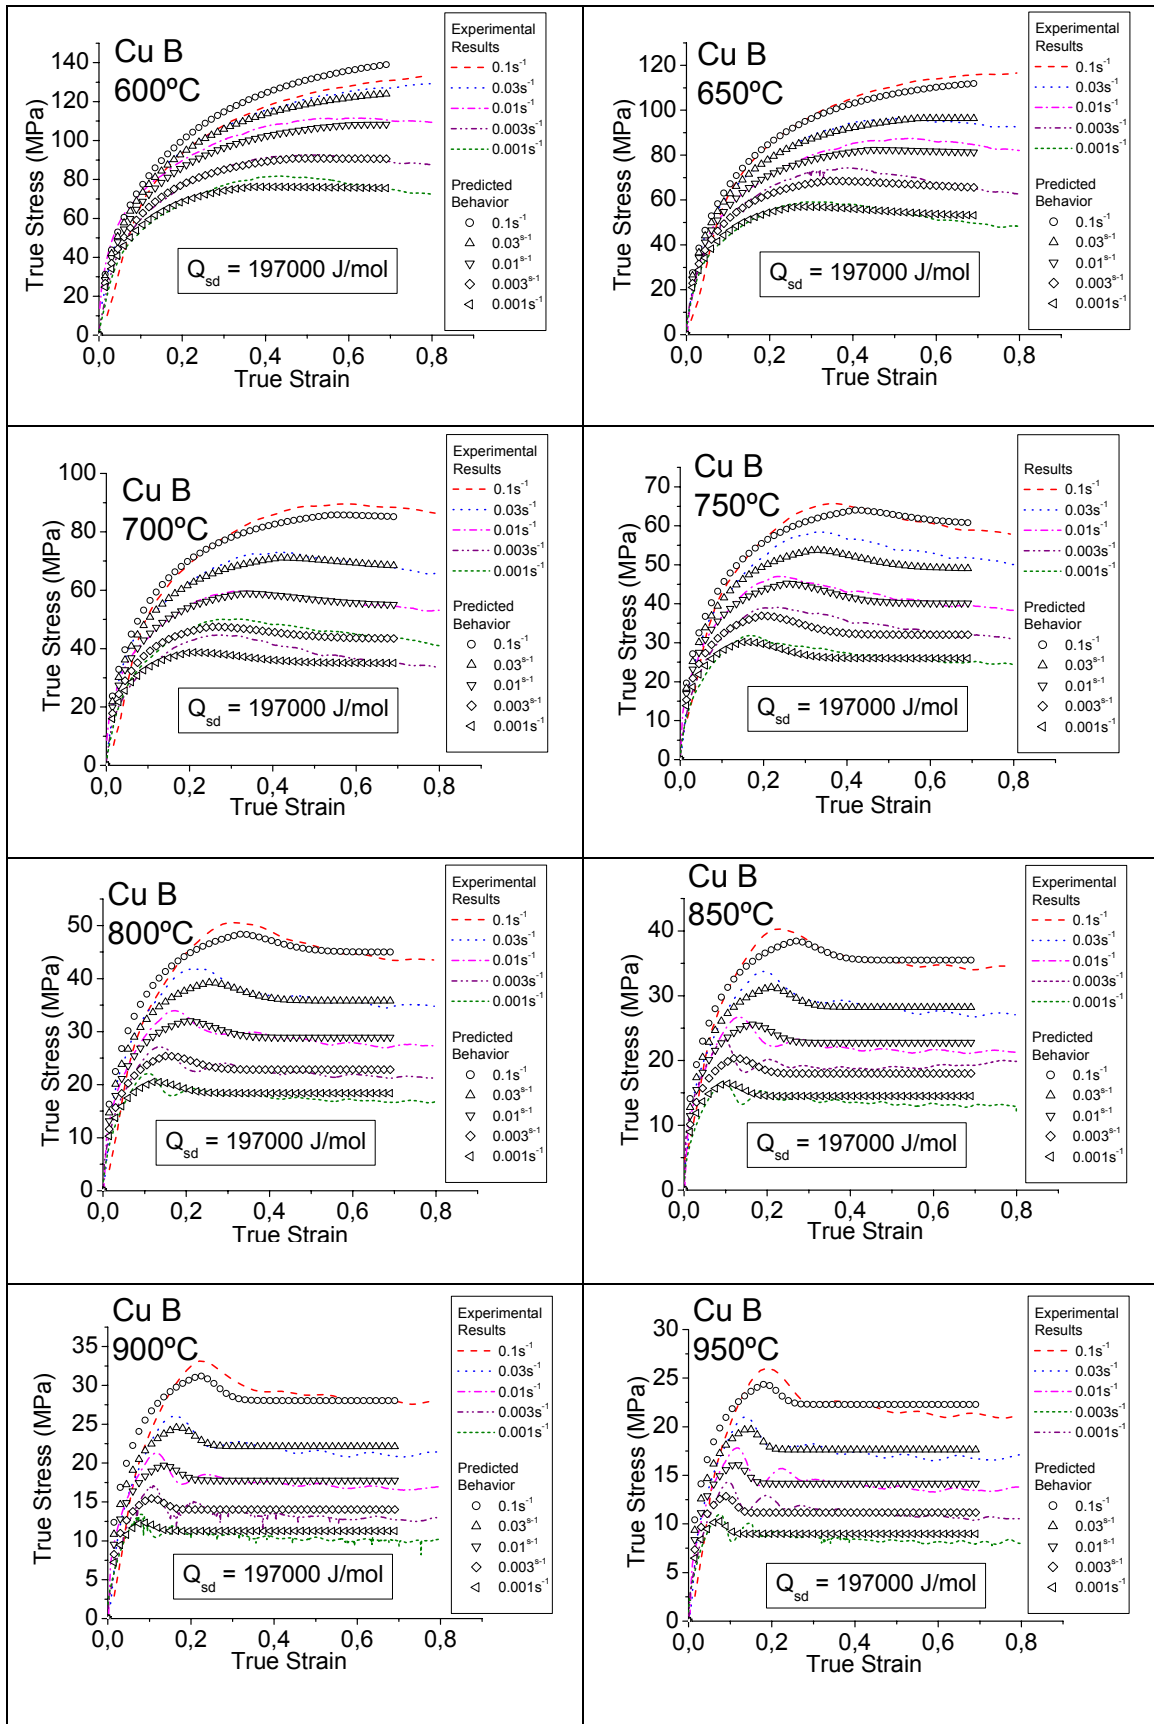 Cu B
600ºC
True Stress (MPa)
140
120
100
80
60
40
20
0
0,0 0,2 0,4 0,6 0,8
True Strain
Q_sd = 197000 J/mol
Experimental
Results
0.1s⁻¹
0.03s⁻¹
0.01s⁻¹
0.003s⁻¹
0.001s⁻¹
Predicted
Behavior
0.1s⁻¹
0.03ˢ⁻¹
0.01ˢ⁻¹
0.003ˢ⁻¹
0.001s⁻¹
Cu B
650ºC
True Stress (MPa)
120
100
80
60
40
20
0
0,0 0,2 0,4 0,6 0,8
True Strain
Q_sd = 197000 J/mol
Experimental
Results
0.1s⁻¹
0.03s⁻¹
0.01s⁻¹
0.003s⁻¹
0.001s⁻¹
Predicted
Behavior
0.1s⁻¹
0.03ˢ⁻¹
0.01ˢ⁻¹
0.003ˢ⁻¹
0.001s⁻¹
Cu B
700ºC
True Stress (MPa)
100
80
60
40
20
0
0,0 0,2 0,4 0,6 0,8
True Strain
Q_sd = 197000 J/mol
Experimental
Results
0.1s⁻¹
0.03s⁻¹
0.01s⁻¹
0.003s⁻¹
0.001s⁻¹
Predicted
Behavior
0.1s⁻¹
0.03ˢ⁻¹
0.01ˢ⁻¹
0.003ˢ⁻¹
0.001s⁻¹
Cu B
750ºC
True Stress (MPa)
70
60
50
40
30
20
10
0
0,0 0,2 0,4 0,6 0,8
True Strain
Q_sd = 197000 J/mol
Results
0.1s⁻¹
0.03s⁻¹
0.01s⁻¹
0.003s⁻¹
0.001s⁻¹
Predicted
Behavior
0.1s⁻¹
0.03ˢ⁻¹
0.01ˢ⁻¹
0.003ˢ⁻¹
0.001s⁻¹
Cu B
800ºC
True Stress (MPa)
50
40
30
20
10
0
0,0 0,2 0,4 0,6 0,8
True Strain
Q_sd = 197000 J/mol
Experimental
Results
0.1s⁻¹
0.03s⁻¹
0.01s⁻¹
0.003s⁻¹
0.001s⁻¹
Predicted
Behavior
0.1s⁻¹
0.03ˢ⁻¹
0.01ˢ⁻¹
0.003ˢ⁻¹
0.001s⁻¹
Cu B
850ºC
True Stress (MPa)
40
30
20
10
0
0,0 0,2 0,4 0,6 0,8
True Strain
Q_sd = 197000 J/mol
Experimental
Results
0.1s⁻¹
0.03s⁻¹
0.01s⁻¹
0.003s⁻¹
0.001s⁻¹
Predicted
Behavior
0.1s⁻¹
0.03ˢ⁻¹
0.01ˢ⁻¹
0.003ˢ⁻¹
0.001s⁻¹
Cu B
900ºC
True Stress (MPa)
35
30
25
20
15
10
5
0
0,0 0,2 0,4 0,6 0,8
True Strain
Q_sd = 197000 J/mol
Experimental
Results
0.1s⁻¹
0.03s⁻¹
0.01s⁻¹
0.003s⁻¹
0.001s⁻¹
Predicted
Behavior
0.1s⁻¹
0.03ˢ⁻¹
0.01ˢ⁻¹
0.003ˢ⁻¹
0.001s⁻¹
Cu B
950ºC
True Stress (MPa)
30
25
20
15
10
5
0
0,0 0,2 0,4 0,6 0,8
True Strain
Q_sd = 197000 J/mol
Experimental
Results
0.1s⁻¹
0.03s⁻¹
0.01s⁻¹
0.003s⁻¹
0.001s⁻¹
Predicted
Behavior
0.1s⁻¹
0.03ˢ⁻¹
0.01ˢ⁻¹
0.003ˢ⁻¹
0.001s⁻¹